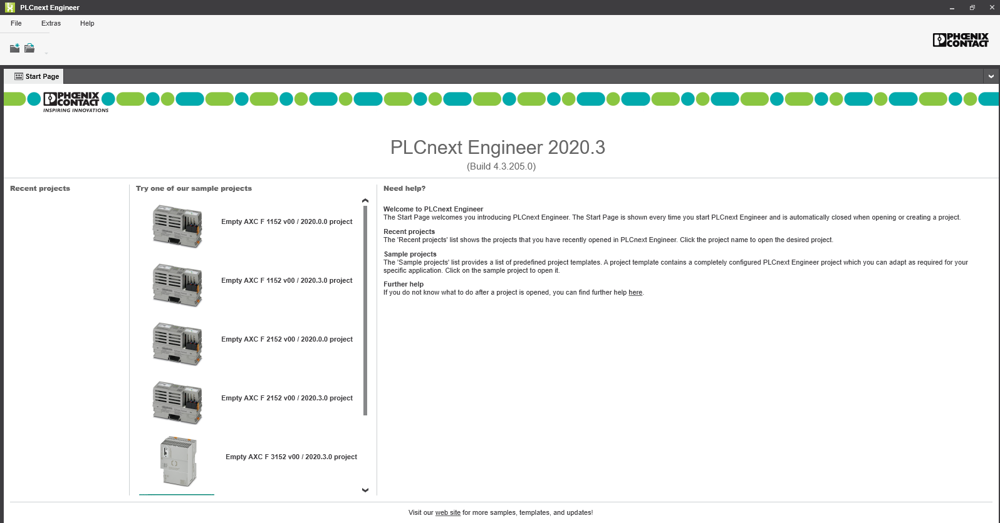 PLCnext Engineer
File Extras Help
PHŒNIX
CONTACT
Start Page
PHŒNIX
CONTACT
INSPIRING INNOVATIONS
PLCnext Engineer 2020.3
(Build 4.3.205.0)
Recent projects
Try one of our sample projects
Empty AXC F 1152 v00 / 2020.0.0 project
Empty AXC F 1152 v00 / 2020.3.0 project
Empty AXC F 2152 v00 / 2020.0.0 project
Empty AXC F 2152 v00 / 2020.3.0 project
Empty AXC F 3152 v00 / 2020.3.0 project
Need help?
Welcome to PLCnext Engineer
The Start Page welcomes you introducing PLCnext Engineer. The Start Page is shown every time you start PLCnext Engineer and is automatically closed when opening or creating a project.
Recent projects
The 'Recent projects' list shows the projects that you have recently opened in PLCnext Engineer. Click the project name to open the desired project.
Sample projects
The 'Sample projects' list provides a list of predefined project templates. A project template contains a completely configured PLCnext Engineer project which you can adapt as required for your
specific application. Click on the sample project to open it.
Further help
If you do not know what to do after a project is opened, you can find further help here.
Visit our web site for more samples, templates, and updates!